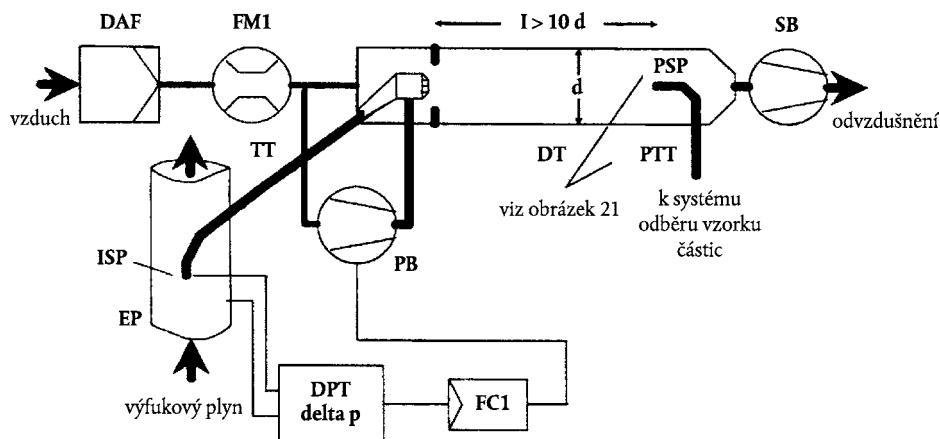 DAF
FM1
l > 10 d
SB
vzduch
d
PSP
odvzdušnění
TT
DT
PTT
viz obrázek 21
k systému
odběru vzorku
částic
ISP
PB
EP
výfukový plyn
DPT
delta p
FC1